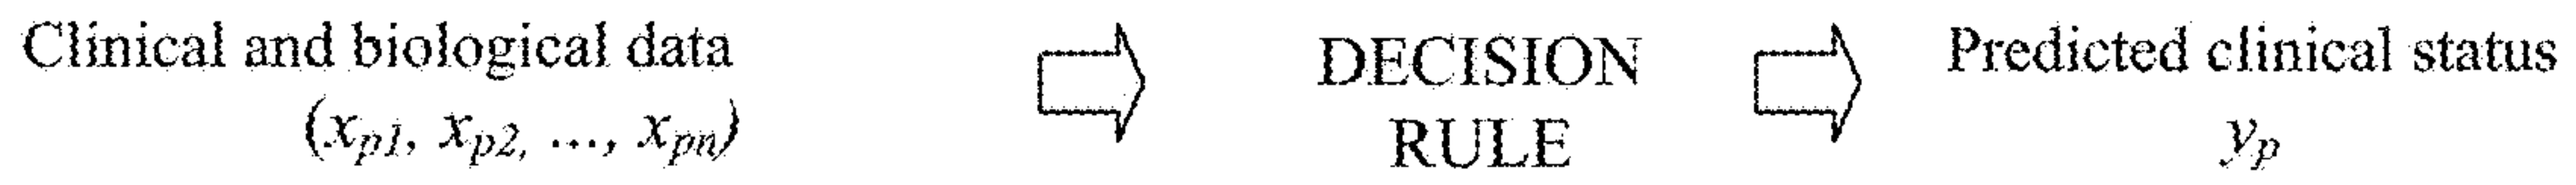 Clinical and biological data
(xp1, xp2, ..., xpn)
DECISION
RULE
Predicted clinical status
yp